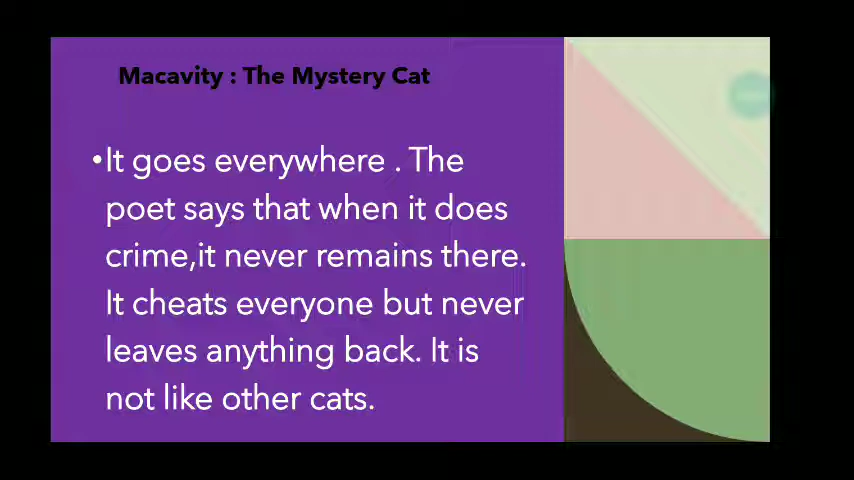 Macavity : The Mystery Cat
•It goes everywhere . The
poet says that when it does
crime,it never remains there.
It cheats everyone but never
leaves anything back. It is
not like other cats.